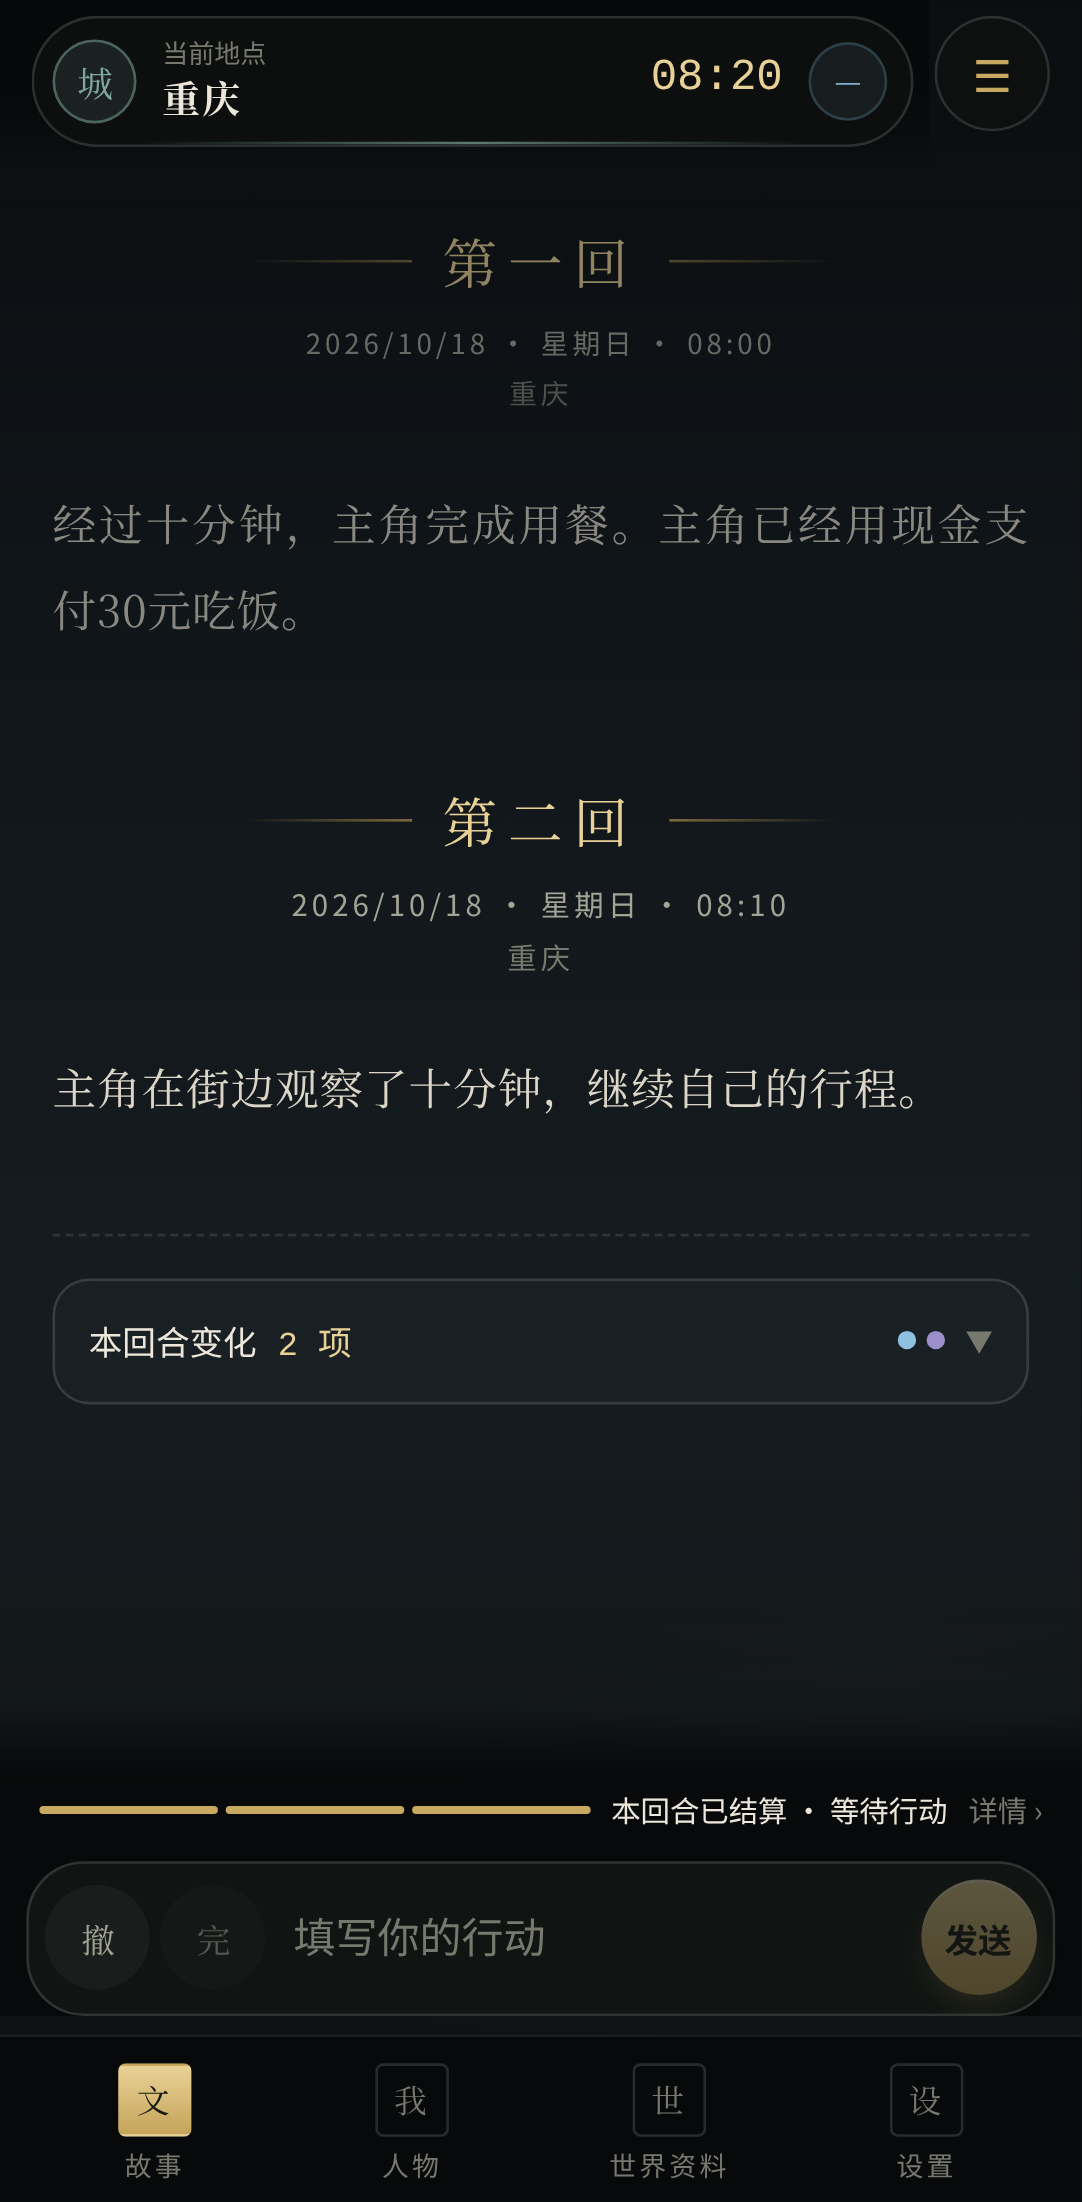 城
当前地点
重庆
08:20
—
☰
第一回
2026/10/18 · 星期日 · 08:00
重庆
经过十分钟，主角完成用餐。主角已经用现金支
付30元吃饭。
第二回
2026/10/18 · 星期日 · 08:10
重庆
主角在街边观察了十分钟，继续自己的行程。
本回合变化 2 项
▼
本回合已结算 · 等待行动 详情 ›
撤 完 填写你的行动 发送
文 我 世 设
故事 人物 世界资料 设置